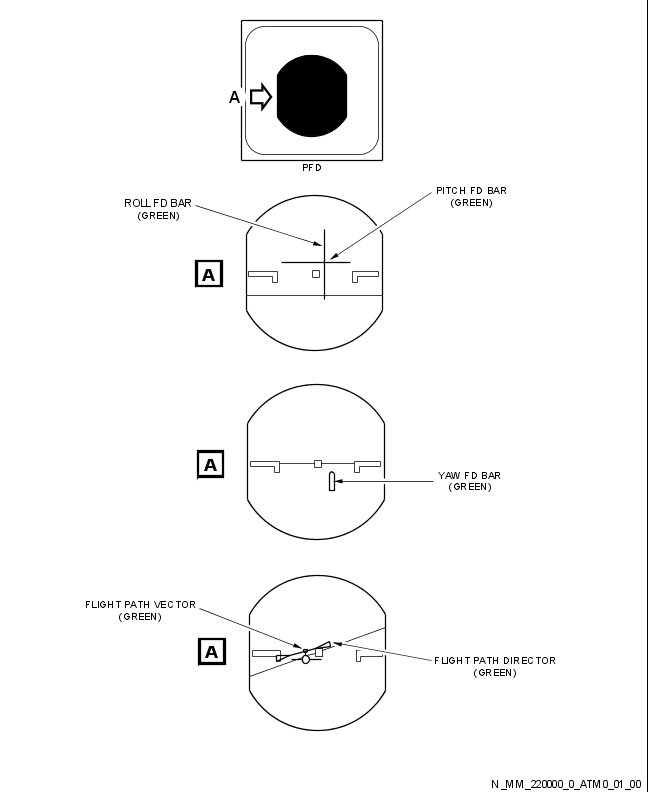 A
PFD
ROLL FD BAR
(GREEN)
PITCH FD BAR
(GREEN)
A
A
YAW FD BAR
(GREEN)
FLIGHT PATH VECTOR
(GREEN)
A
FLIGHT PATH DIRECTOR
(GREEN)
N_MM_220000_0_ATM0_01_00